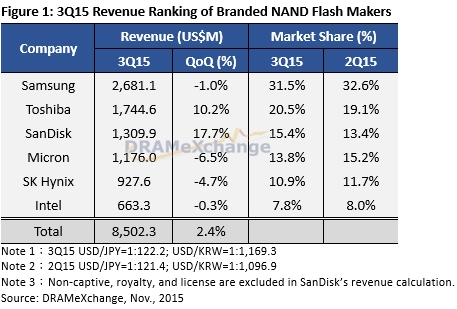 Figure 1: 3Q15 Revenue Ranking of Branded NAND Flash Makers
Company Revenue (US$M) Market Share (%)
3Q15 QoQ (%) 3Q15 2Q15
Samsung 2,681.1 -1.0% 31.5% 32.6%
Toshiba 1,744.6 10.2% 20.5% 19.1%
SanDisk 1,309.9 17.7% 15.4% 13.4%
DRAMeXchange
Micron 1,176.0 -6.5% 13.8% 15.2%
SK Hynix 927.6 -4.7% 10.9% 11.7%
Intel 663.3 -0.3% 7.8% 8.0%
Total 8,502.3 2.4%
Note 1：3Q15 USD/JPY=1:122.2; USD/KRW=1:1,169.3
Note 2：2Q15 USD/JPY=1:121.4; USD/KRW=1:1,096.9
Note 3：Non-captive, royalty, and license are excluded in SanDisk's revenue calculation.
Source: DRAMeXchange, Nov., 2015